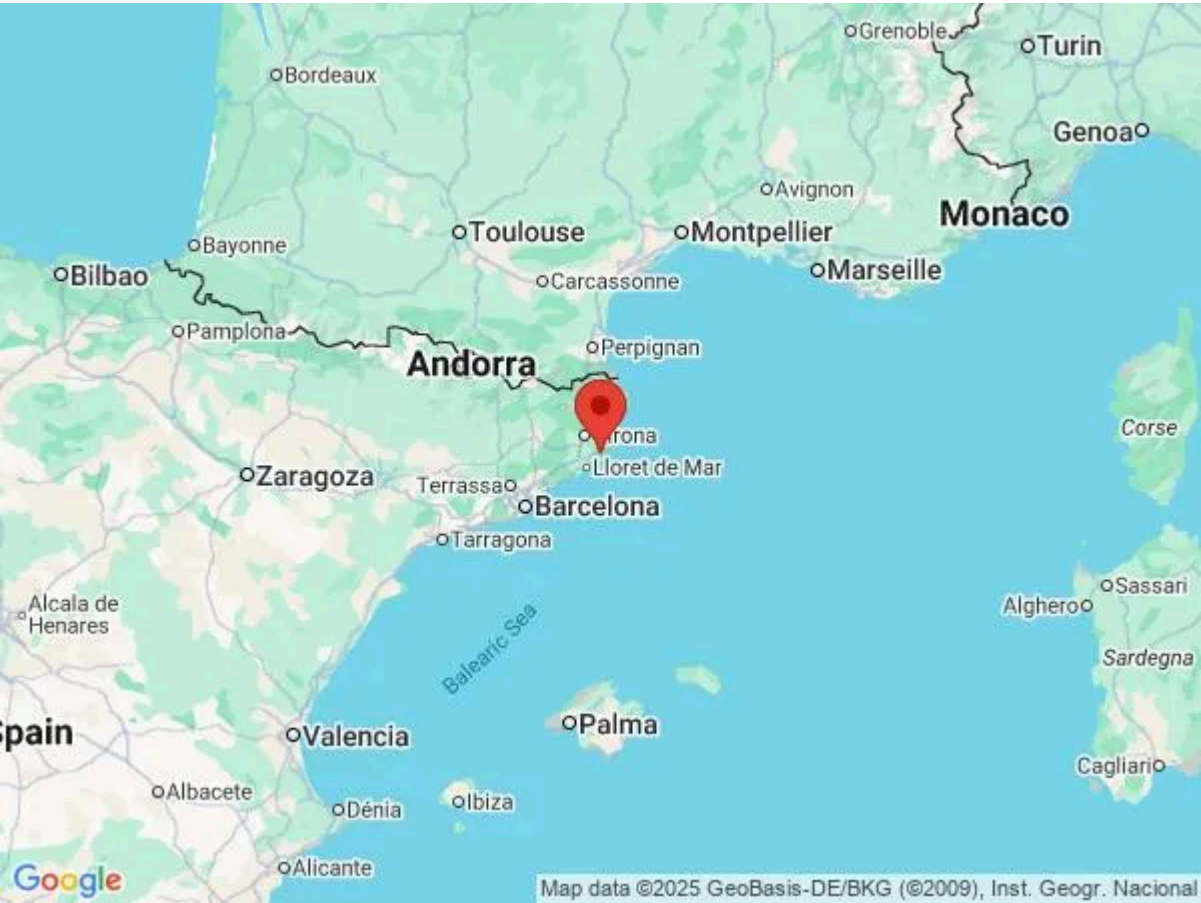 Grenoble
Turin
Bordeaux
Genoa
Avignon
Monaco
Toulouse
Montpellier
Bayonne
Marseille
Bilbao
Carcassonne
Pamplona
Perpignan
Andorra
Corse
rona
Lloret de Mar
Zaragoza
Terrassa
Barcelona
Tarragona
Sassari
Alghero
Alcala de
Henares
Balearic Sea
Sardegna
Palma
Spain
Valencia
Cagliari
Albacete
Ibiza
Dénia
Alicante
Google
Map data ©2025 GeoBasis-DE/BKG (©2009), Inst. Geogr. Nacional